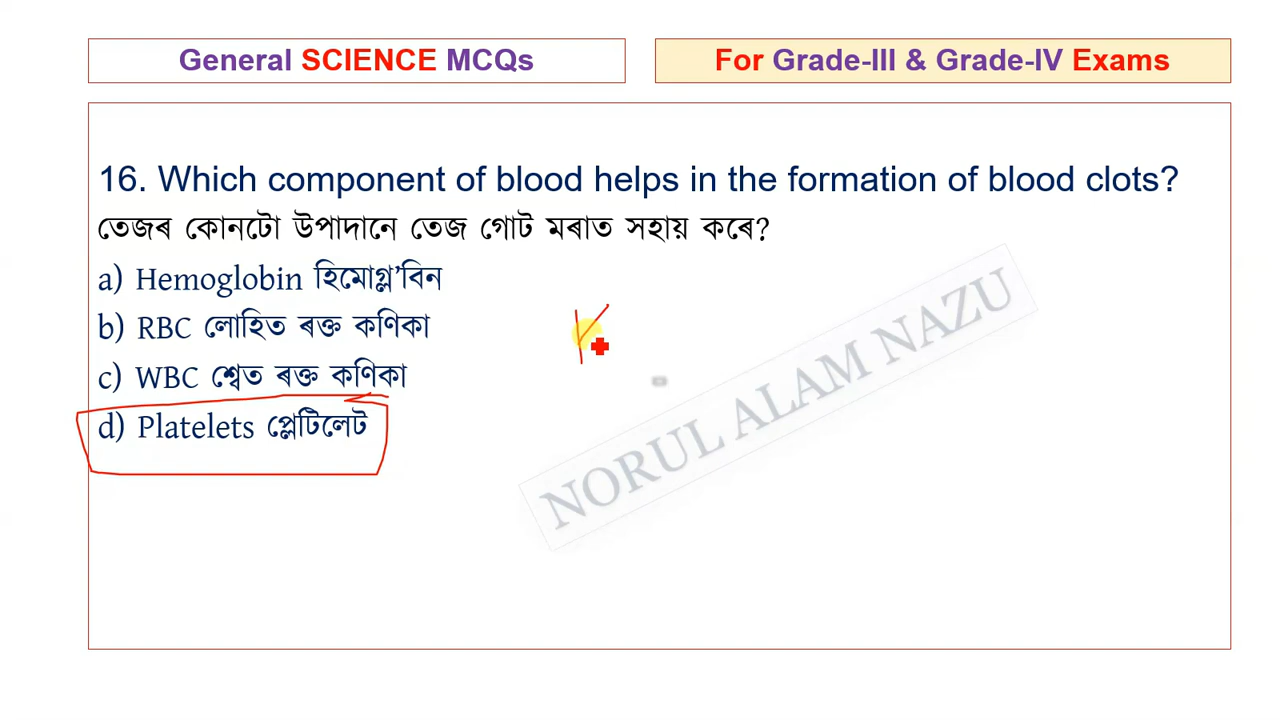 General SCIENCE MCQs
For Grade-III & Grade-IV Exams
16. Which component of blood helps in the formation of blood clots?
তেজৰ কোনটো উপাদানে তেজ গোট মৰাত সহায় কৰে?
a) Hemoglobin হিমোগ্ল’বিন
b) RBC লোহিত ৰক্ত কণিকা
c) WBC শ্বেত ৰক্ত কণিকা
d) Platelets প্লেটিলেট
NORUL ALAM NAZU